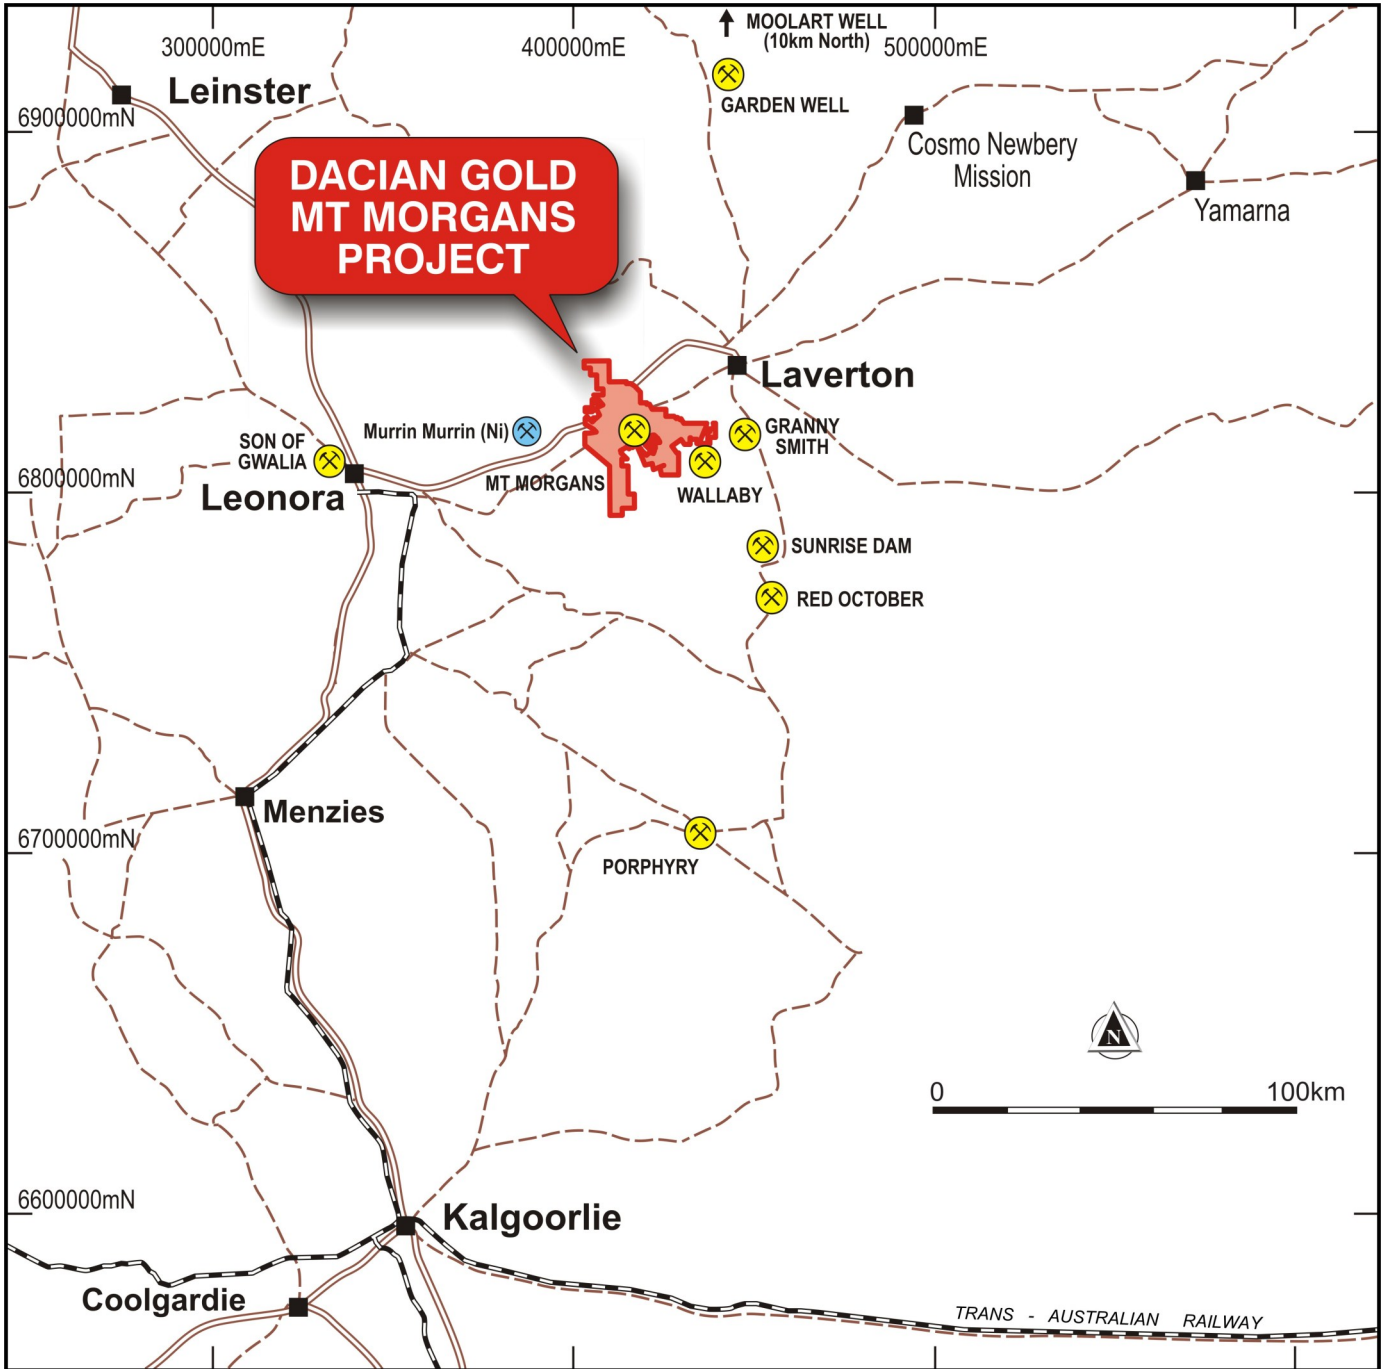 MOOLART WELL
(10km North)
300000mE
400000mE
500000mE
Leinster
GARDEN WELL
6900000mN
Cosmo Newbery
Mission
DACIAN GOLD
MT MORGANS
PROJECT
Yamarna
Laverton
Murrin Murrin (Ni)
GRANNY
SMITH
SON OF
GWALIA
6800000mN
MT MORGANS
WALLABY
Leonora
SUNRISE DAM
RED OCTOBER
Menzies
6700000mN
PORPHYRY
N
0
100km
6600000mN
Kalgoorlie
Coolgardie
TRANS - AUSTRALIAN RAILWAY